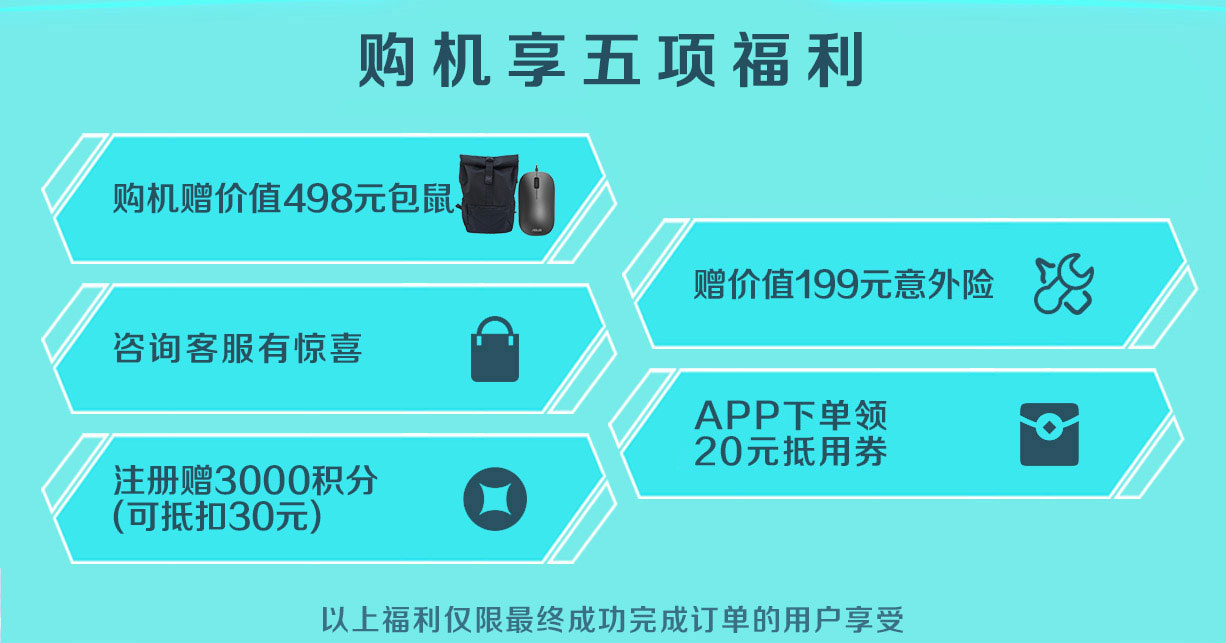 购机享五项福利
购机赠价值498元包鼠
咨询客服有惊喜
注册赠3000积分
(可抵扣30元)
赠价值199元意外险
APP下单领
20元抵用券
以上福利仅限最终成功完成订单的用户享受